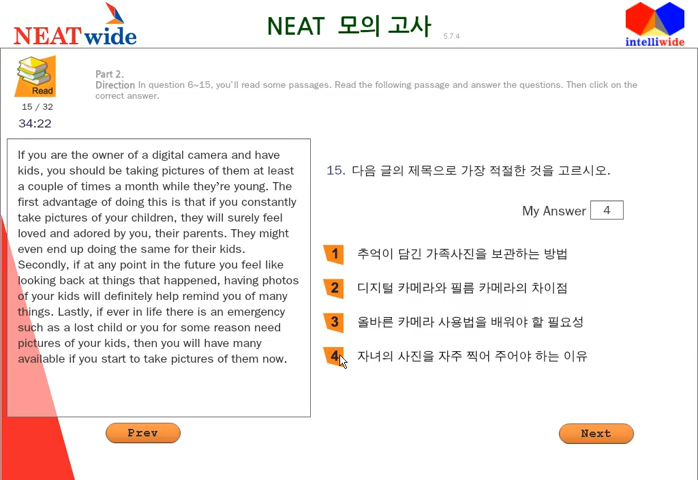 NEATwide
NEAT 모의 고사
5.7.4
intelliwide
Read
15 / 32
34:22
Part 2.
Direction In question 6~15, you'll read some passages. Read the following passage and answer the questions. Then click on the
correct answer.
If you are the owner of a digital camera and have
kids, you should be taking pictures of them at least
a couple of times a month while they're young. The
first advantage of doing this is that if you constantly
take pictures of your children, they will surely feel
loved and adored by you, their parents. They might
even end up doing the same for their kids.
Secondly, if at any point in the future you feel like
looking back at things that happened, having photos
of your kids will definitely help remind you of many
things. Lastly, if ever in life there is an emergency
such as a lost child or you for some reason need
pictures of your kids, then you will have many
available if you start to take pictures of them now.
15. 다음 글의 제목으로 가장 적절한 것을 고르시오.
My Answer 4
1 추억이 담긴 가족사진을 보관하는 방법
2 디지털 카메라와 필름 카메라의 차이점
3 올바른 카메라 사용법을 배워야 할 필요성
4 자녀의 사진을 자주 찍어 주어야 하는 이유
Prev
Next